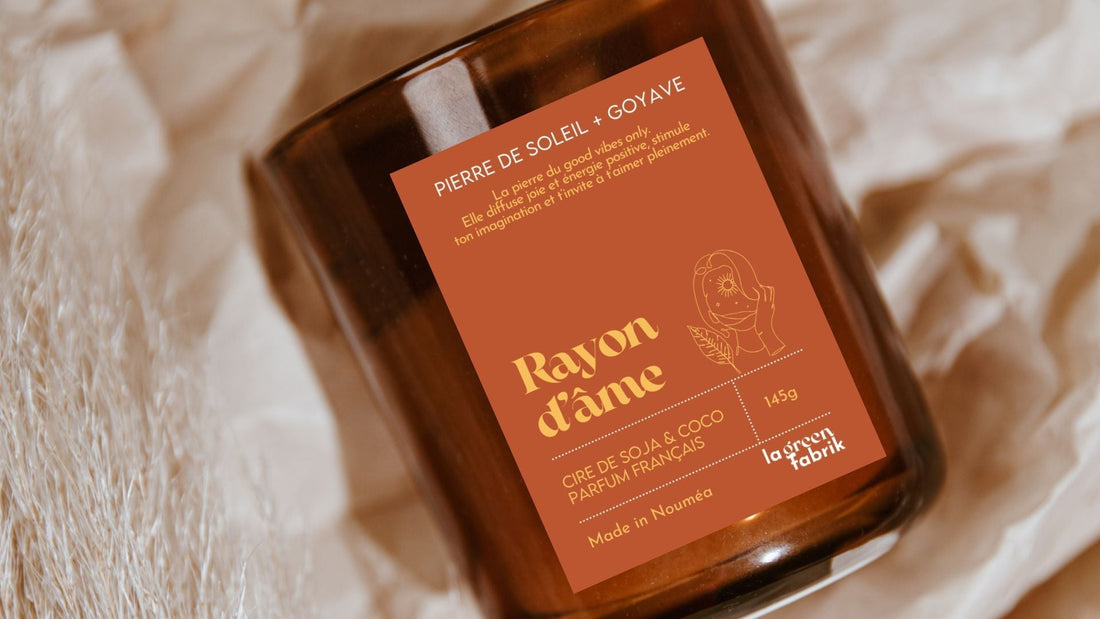 PIERRE DE SOLEIL + GOYAVE
La pierre du good vibes only.
Elle diffuse joie et énergie positive, stimule
ton imagination et t'invite à t'aimer pleinement.
Rayon
d'âme
CIRE DE SOJA & COCO
PARFUM FRANÇAIS
145g
Made in Nouméa
la green
fabrik